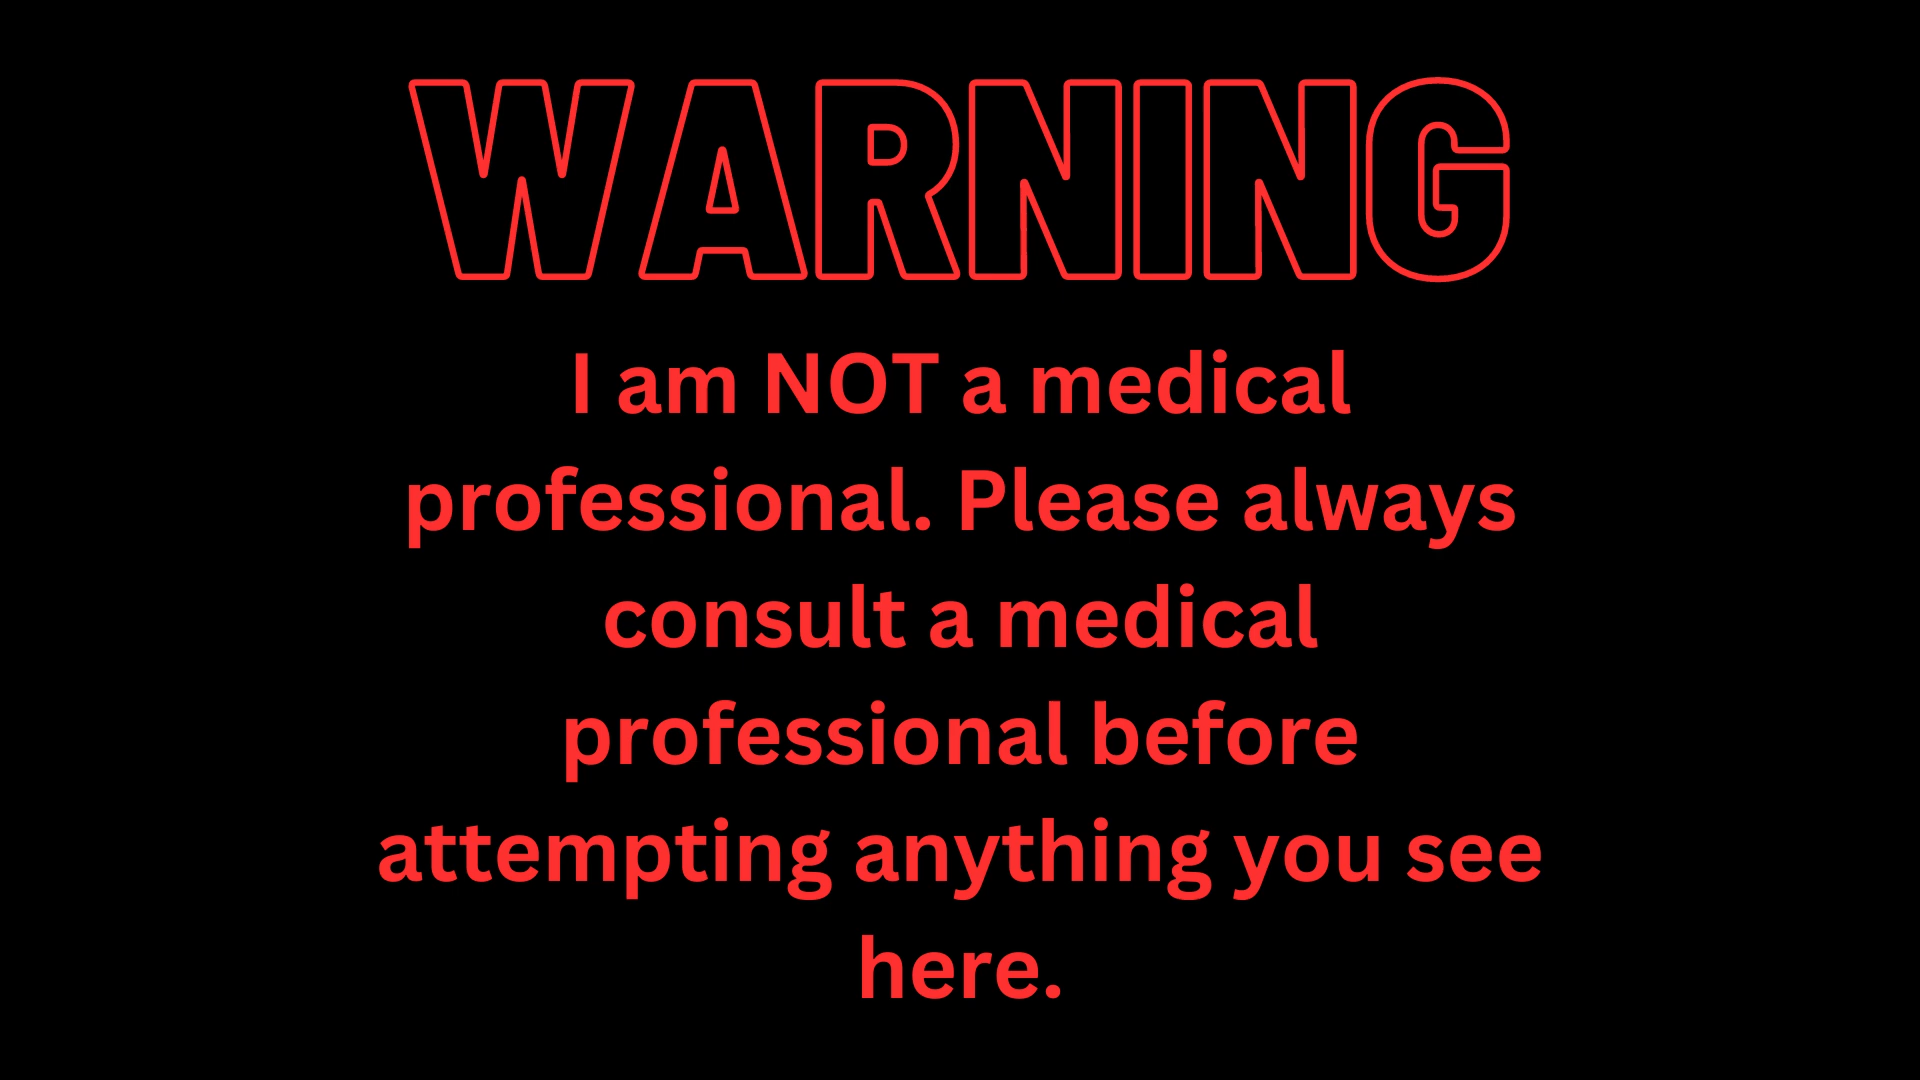 WARNING
I am NOT a medical
professional. Please always
consult a medical
professional before
attempting anything you see
here.